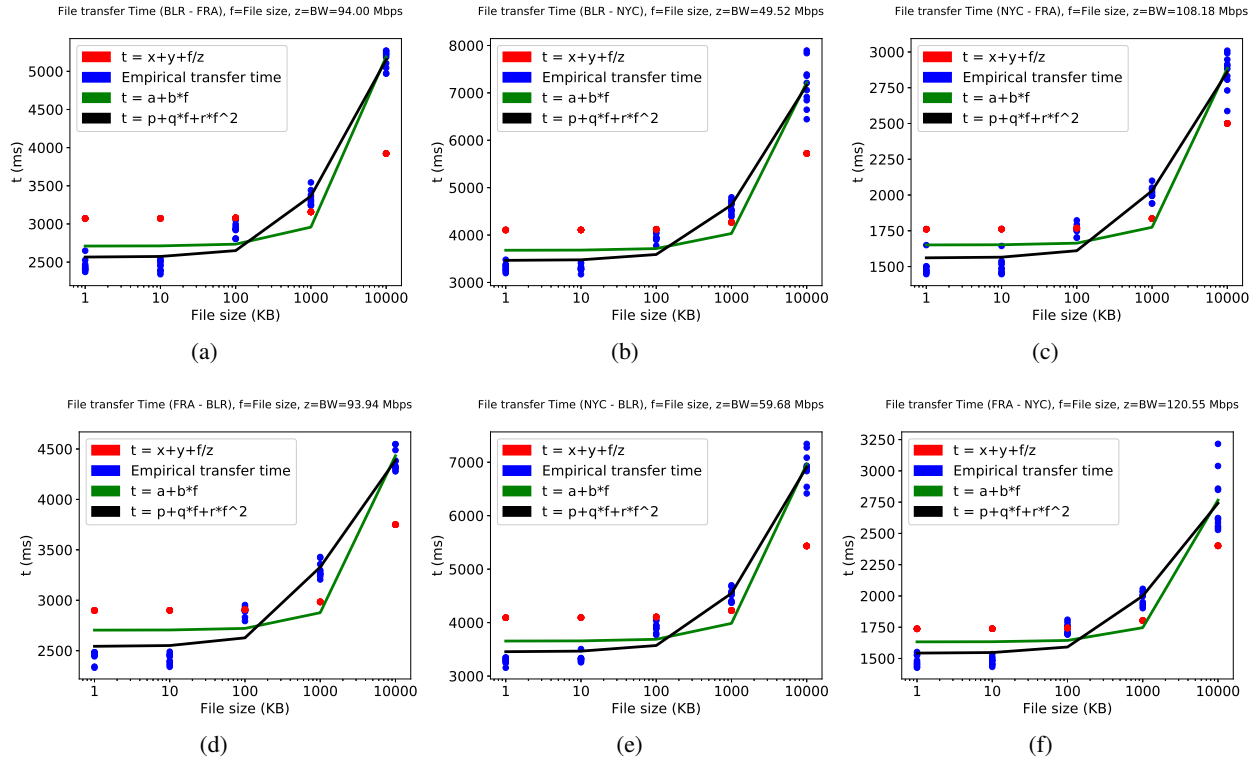 File transfer Time (BLR - FRA), f=File size, z=BW=94.00 Mbps
t = x+y+f/z
Empirical transfer time
t = a+b*f
t = p+q*f+r*f^2
5000
4500
4000
3500
3000
2500
t (ms)
1 10 100 1000 10000
File size (KB)
(a)
File transfer Time (BLR - NYC), f=File size, z=BW=49.52 Mbps
t = x+y+f/z
Empirical transfer time
t = a+b*f
t = p+q*f+r*f^2
8000
7000
6000
5000
4000
3000
t (ms)
1 10 100 1000 10000
File size (KB)
(b)
File transfer Time (NYC - FRA), f=File size, z=BW=108.18 Mbps
t = x+y+f/z
Empirical transfer time
t = a+b*f
t = p+q*f+r*f^2
3000
2750
2500
2250
2000
1750
1500
t (ms)
1 10 100 1000 10000
File size (KB)
(c)
File transfer Time (FRA - BLR), f=File size, z=BW=93.94 Mbps
t = x+y+f/z
Empirical transfer time
t = a+b*f
t = p+q*f+r*f^2
4500
4000
3500
3000
2500
t (ms)
1 10 100 1000 10000
File size (KB)
(d)
File transfer Time (NYC - BLR), f=File size, z=BW=59.68 Mbps
t = x+y+f/z
Empirical transfer time
t = a+b*f
t = p+q*f+r*f^2
7000
6000
5000
4000
3000
t (ms)
1 10 100 1000 10000
File size (KB)
(e)
File transfer Time (FRA - NYC), f=File size, z=BW=120.55 Mbps
t = x+y+f/z
Empirical transfer time
t = a+b*f
t = p+q*f+r*f^2
3250
3000
2750
2500
2250
2000
1750
1500
t (ms)
1 10 100 1000 10000
File size (KB)
(f)